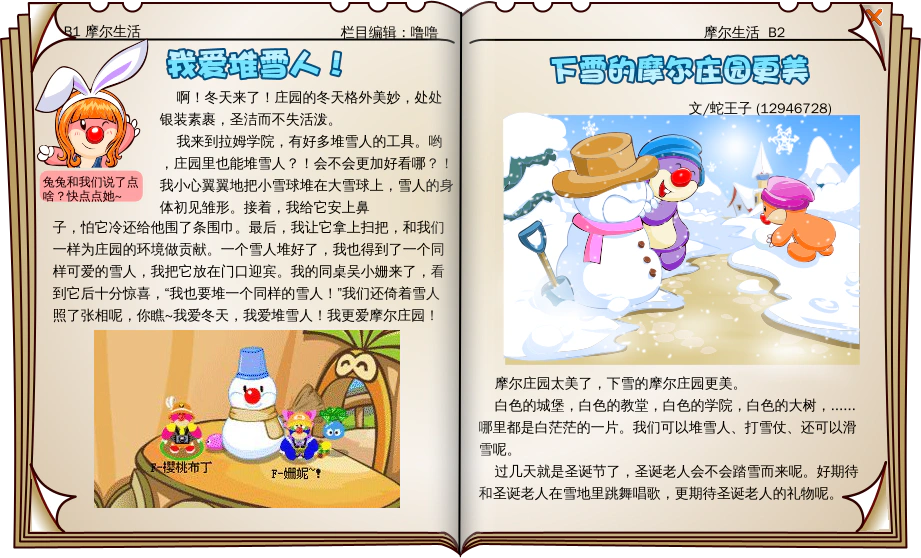 B1 摩尔生活
栏目编辑：噜噜
我爱堆雪人！
啊！冬天来了！庄园的冬天格外美妙，处处
银装素裹，圣洁而不失活泼。
我来到拉姆学院，有好多堆雪人的工具。哟
，庄园里也能堆雪人？！会不会更加好看哪？！
我小心翼翼地把小雪球堆在大雪球上，雪人的身
体初见雏形。接着，我给它安上鼻
兔兔和我们说了点
啥？快点点她~
子，怕它冷还给他围了条围巾。最后，我让它拿上扫把，和我们
一样为庄园的环境做贡献。一个雪人堆好了，我也得到了一个同
样可爱的雪人，我把它放在门口迎宾。我的同桌吴小姗来了，看
到它后十分惊喜，“我也要堆一个同样的雪人！”我们还倚着雪人
照了张相呢，你瞧~我爱冬天，我爱堆雪人！我更爱摩尔庄园！
F-樱桃布丁
F-姗妮~!
摩尔生活 B2
下雪的摩尔庄园更美
文/蛇王子 (12946728)
摩尔庄园太美了，下雪的摩尔庄园更美。
白色的城堡，白色的教堂，白色的学院，白色的大树，……
哪里都是白茫茫的一片。我们可以堆雪人、打雪仗、还可以滑
雪呢。
过几天就是圣诞节了，圣诞老人会不会踏雪而来呢。好期待
和圣诞老人在雪地里跳舞唱歌，更期待圣诞老人的礼物呢。